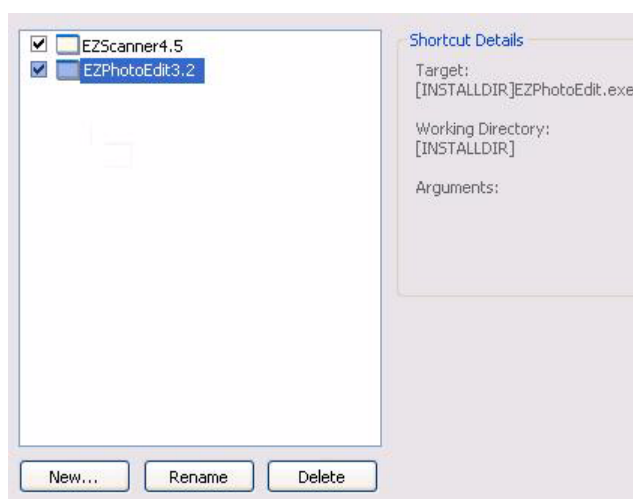 EZScanner4.5
EZPhotoEdit3.2
New...
Rename
Delete
Shortcut Details
Target:
[INSTALLDIR]EZPhotoEdit.exe
Working Directory:
[INSTALLDIR]
Arguments: